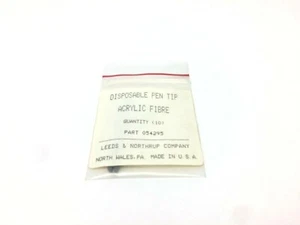 DISPOSABLE PEN TIP
ACRYLIC FIBRE
QUANTITY (10)
PART 054295
LEEDS & NORTHRUP COMPANY
NORTH WALES, PA. MADE IN U.S.A.